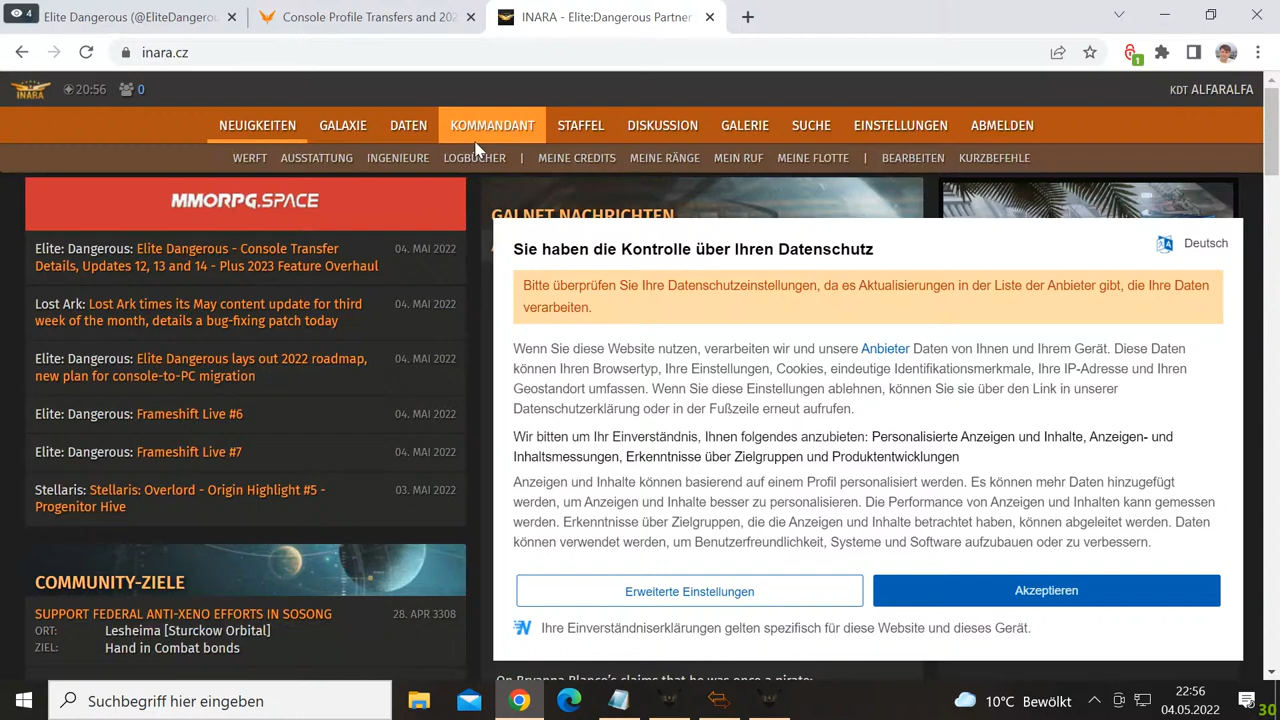 4
Elite Dangerous (@EliteDangero
Console Profile Transfers and 202
INARA - Elite:Dangerous Partner
inara.cz
1
INARA
20:56
0
KDT ALFARALFA
NEUIGKEITEN GALAXIE DATEN KOMMANDANT STAFFEL DISKUSSION GALERIE SUCHE EINSTELLUNGEN ABMELDEN
WERFT AUSSTATTUNG INGENIEURE LOGBÜCHER | MEINE CREDITS MEINE RÄNGE MEIN RUF MEINE FLOTTE | BEARBEITEN KURZBEFEHLE
MMORPG.SPACE
Elite: Dangerous: Elite Dangerous - Console Transfer 04. MAI 2022
Details, Updates 12, 13 and 14 - Plus 2023 Feature Overhaul
Lost Ark: Lost Ark times its May content update for third 04. MAI 2022
week of the month, details a bug-fixing patch today
Elite: Dangerous: Elite Dangerous lays out 2022 roadmap, 04. MAI 2022
new plan for console-to-PC migration
Elite: Dangerous: Frameshift Live #6 04. MAI 2022
Elite: Dangerous: Frameshift Live #7 04. MAI 2022
Stellaris: Stellaris: Overlord - Origin Highlight #5 - 03. MAI 2022
Progenitor Hive
COMMUNITY-ZIELE
SUPPORT FEDERAL ANTI-XENO EFFORTS IN SOSONG 28. APR 3308
ORT: Lesheima [Sturckow Orbital]
ZIEL: Hand in Combat bonds
GALNET NACHRICHTEN
Sie haben die Kontrolle über Ihren Datenschutz
Deutsch
Bitte überprüfen Sie Ihre Datenschutzeinstellungen, da es Aktualisierungen in der Liste der Anbieter gibt, die Ihre Daten
verarbeiten.
Wenn Sie diese Website nutzen, verarbeiten wir und unsere Anbieter Daten von Ihnen und Ihrem Gerät. Diese Daten
können Ihren Browsertyp, Ihre Einstellungen, Cookies, eindeutige Identifikationsmerkmale, Ihre IP-Adresse und Ihren
Geostandort umfassen. Wenn Sie diese Einstellungen ablehnen, können Sie sie über den Link in unserer
Datenschutzerklärung oder in der Fußzeile erneut aufrufen.
Wir bitten um Ihr Einverständnis, Ihnen folgendes anzubieten: Personalisierte Anzeigen und Inhalte, Anzeigen- und
Inhaltsmessungen, Erkenntnisse über Zielgruppen und Produktentwicklungen
Anzeigen und Inhalte können basierend auf einem Profil personalisiert werden. Es können mehr Daten hinzugefügt
werden, um Anzeigen und Inhalte besser zu personalisieren. Die Performance von Anzeigen und Inhalten kann gemessen
werden. Erkenntnisse über Zielgruppen, die die Anzeigen und Inhalte betrachtet haben, können abgeleitet werden. Daten
können verwendet werden, um Benutzerfreundlichkeit, Systeme und Software aufzubauen oder zu verbessern.
Erweiterte Einstellungen
Akzeptieren
Ihre Einverständniserklärungen gelten spezifisch für diese Website und dieses Gerät.
On Bryanna Blanco's claims that he was once a pirate:
Suchbegriff hier eingeben
10°C Bewölkt
22:56
04.05.2022
30